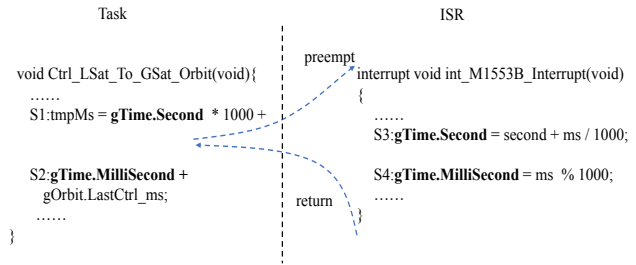 Task
void Ctrl_LSat_To_GSat_Orbit(void){
……
S1:tmpMs = gTime.Second * 1000 +
S2:gTime.MilliSecond +
gOrbit.LastCtrl_ms;
……
}
preempt
return
ISR
interrupt void int_M1553B_Interrupt(void)
{
……
S3:gTime.Second = second + ms / 1000;
S4:gTime.MilliSecond = ms % 1000;
……
}